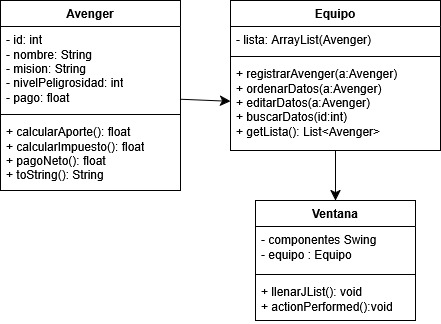 Avenger
- id: int
- nombre: String
- mision: String
- nivelPeligrosidad: int
- pago: float
+ calcularAporte(): float
+ calcularImpuesto(): float
+ pagoNeto(): float
+ toString(): String
Equipo
- lista: ArrayList(Avenger)
+ registrarAvenger(a:Avenger)
+ ordenarDatos(a:Avenger)
+ editarDatos(a:Avenger)
+ buscarDatos(id:int)
+ getLista(): List<Avenger>
Ventana
- componentes Swing
- equipo : Equipo
+ llenarJList(): void
+ actionPerformed():void